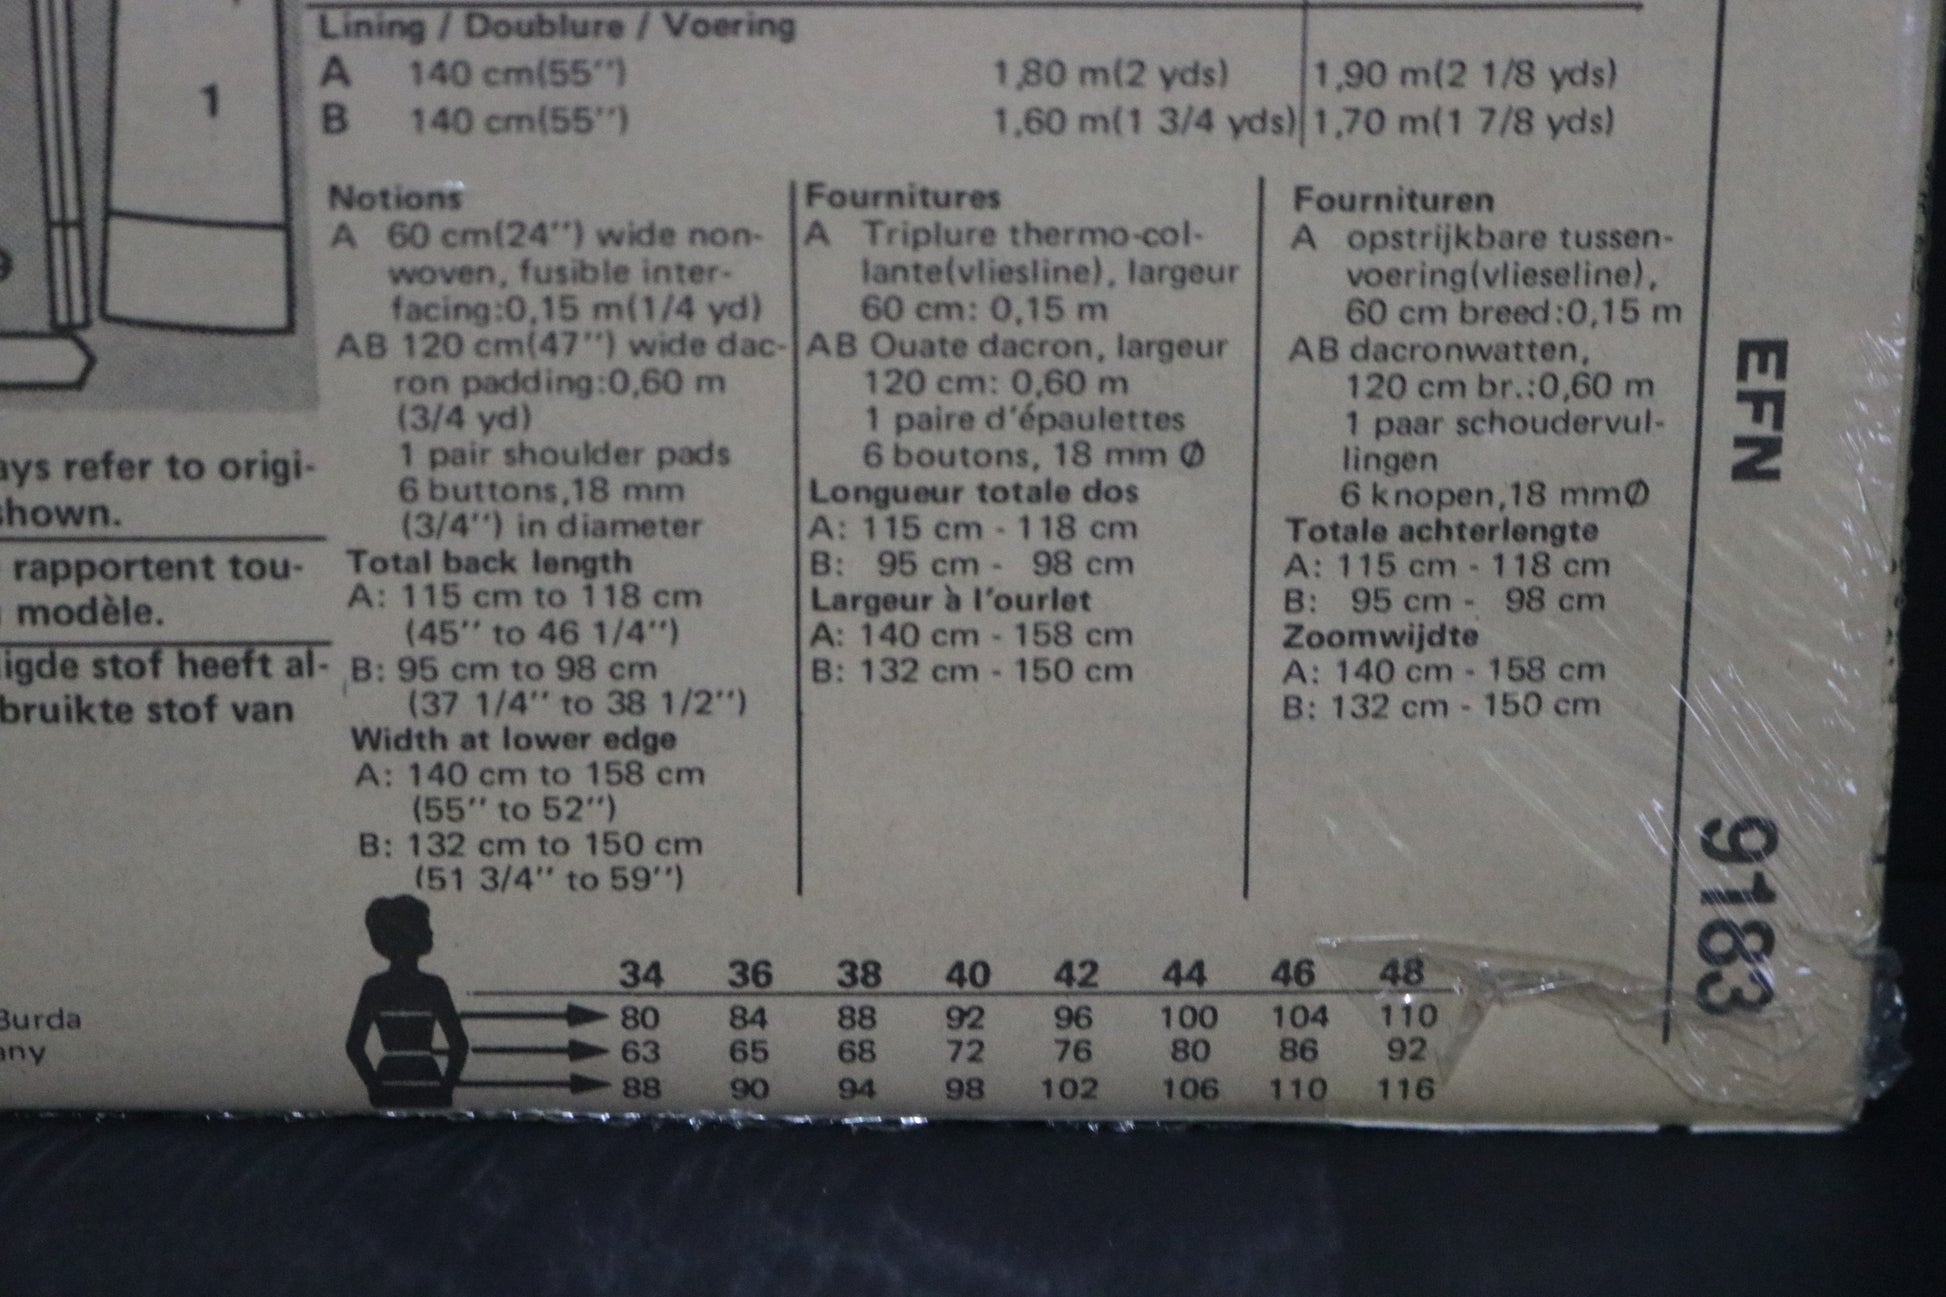 1
Lining / Doublure / Voering
A 140 cm(55'') 1,80 m(2 yds) 1,90 m(2 1/8 yds)
B 140 cm(55'') 1,60 m(1 3/4 yds) 1,70 m(1 7/8 yds)
refer to origi-
shown.
rapportent tou-
modèle.
stof heeft al-
stof van
Burda
Notions
A 60 cm(24'') wide non-
woven, fusible inter-
facing:0,15 m(1/4 yd)
AB 120 cm(47'') wide dac-
ron padding:0,60 m
(3/4 yd)
1 pair shoulder pads
6 buttons,18 mm
(3/4'') in diameter
Total back length
A: 115 cm to 118 cm
(45'' to 46 1/4'')
B: 95 cm to 98 cm
(37 1/4'' to 38 1/2'')
Width at lower edge
A: 140 cm to 158 cm
(55'' to 52'')
B: 132 cm to 150 cm
(51 3/4'' to 59'')
Fournitures
A Triplure thermo-col-
lante(vliesline), largeur
60 cm: 0,15 m
AB Ouate dacron, largeur
120 cm: 0,60 m
1 paire d'épaulettes
6 boutons, 18 mm Ø
Longueur totale dos
A: 115 cm - 118 cm
B: 95 cm - 98 cm
Largeur à l'ourlet
A: 140 cm - 158 cm
B: 132 cm - 150 cm
Fournituren
A opstrijkbare tussen-
voering(vlieseline),
60 cm breed:0,15 m
AB dacronwatten,
120 cm br.:0,60 m
1 paar schoudervul-
lingen
6 knopen,18 mmØ
Totale achterlengte
A: 115 cm - 118 cm
B: 95 cm - 98 cm
Zoomwijdte
A: 140 cm - 158 cm
B: 132 cm - 150 cm
34 36 38 40 42 44 46 48
80 84 88 92 96 100 104 110
63 65 68 72 76 80 86 92
88 90 94 98 102 106 110 116
EFN
9183